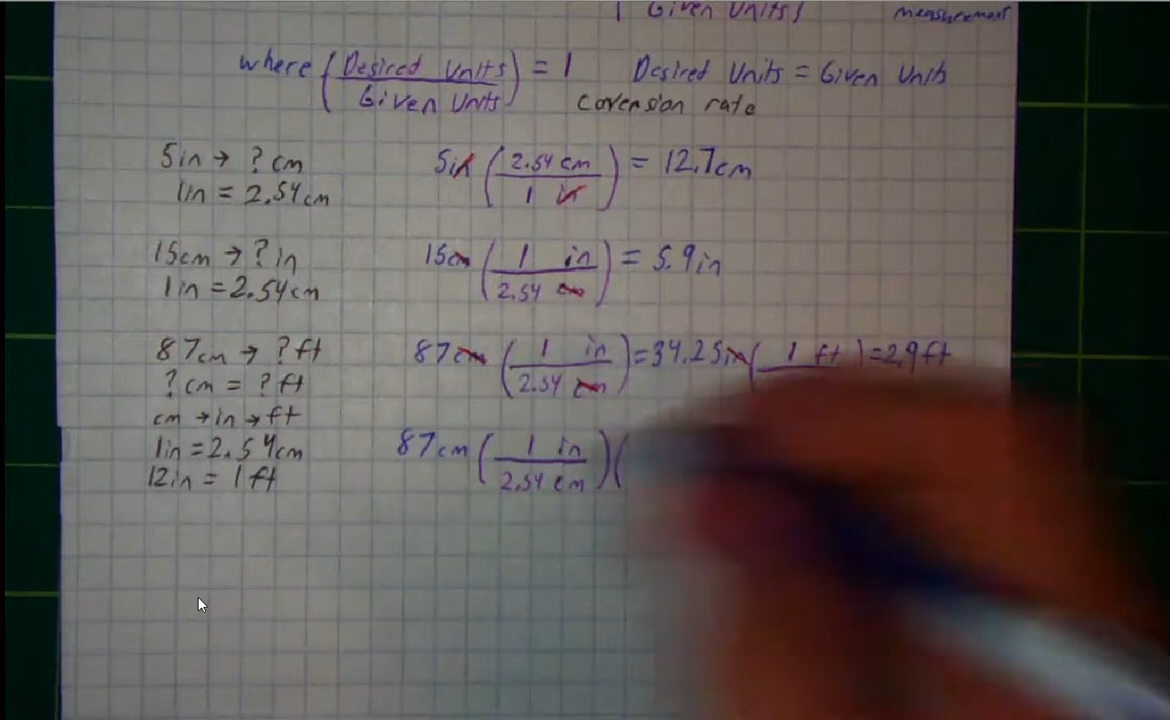 Given Units measurement
where (Desired Units / Given Units) = 1 Desired Units = Given Units
covension rate
5in → ? cm 5in (2.54 cm / 1 in) = 12.7cm
1in = 2.54cm
15cm → ? in 15cm (1 in / 2.54 cm) = 5.9in
1in = 2.54cm
87cm → ? ft 87cm (1 in / 2.54 cm) = 34.25in (1 ft ) = 2.9ft
? cm = ? ft
cm → in → ft
1in = 2.54cm 87cm (1 in / 2.54 cm) (
12in = 1ft